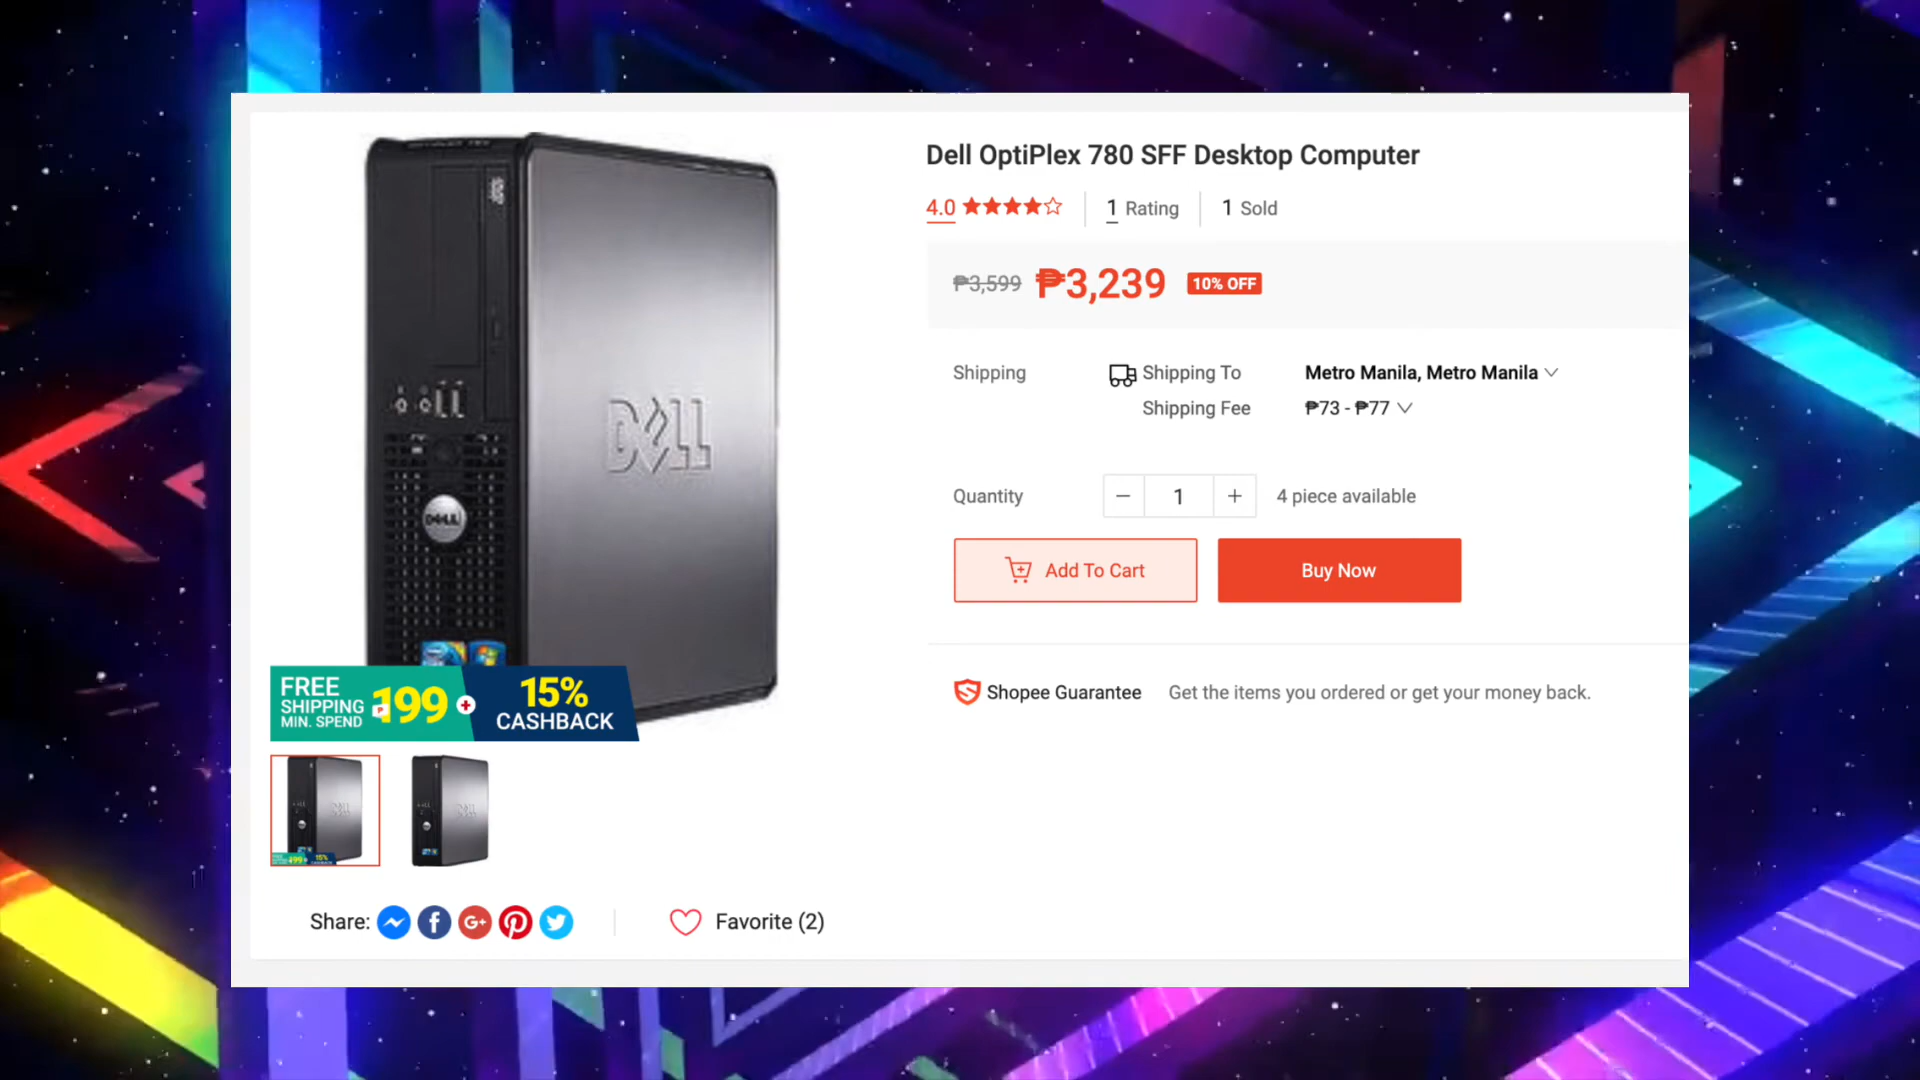 Dell OptiPlex 780 SFF Desktop Computer
4.0 1 Rating 1 Sold
₱3,599 ₱3,239 10% OFF
Shipping Shipping To Metro Manila, Metro Manila
Shipping Fee ₱73 - ₱77
Quantity 1 4 piece available
Add To Cart Buy Now
Shopee Guarantee Get the items you ordered or get your money back.
DELL
DELL
FREE
SHIPPING
MIN. SPEND
₱199
15%
CASHBACK
Share: Favorite (2)